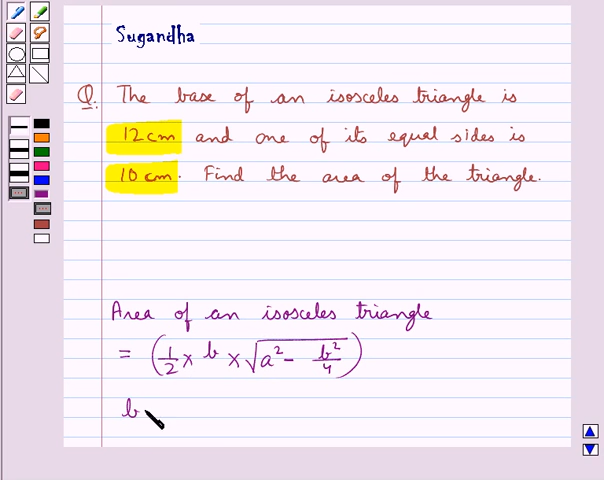 Sugandha
Q. The base of an isosceles triangle is
12 cm and one of its equal sides is
10 cm. Find the area of the triangle.
Area of an isosceles triangle
= (1/2 × b × √(a² - b²/4))
b